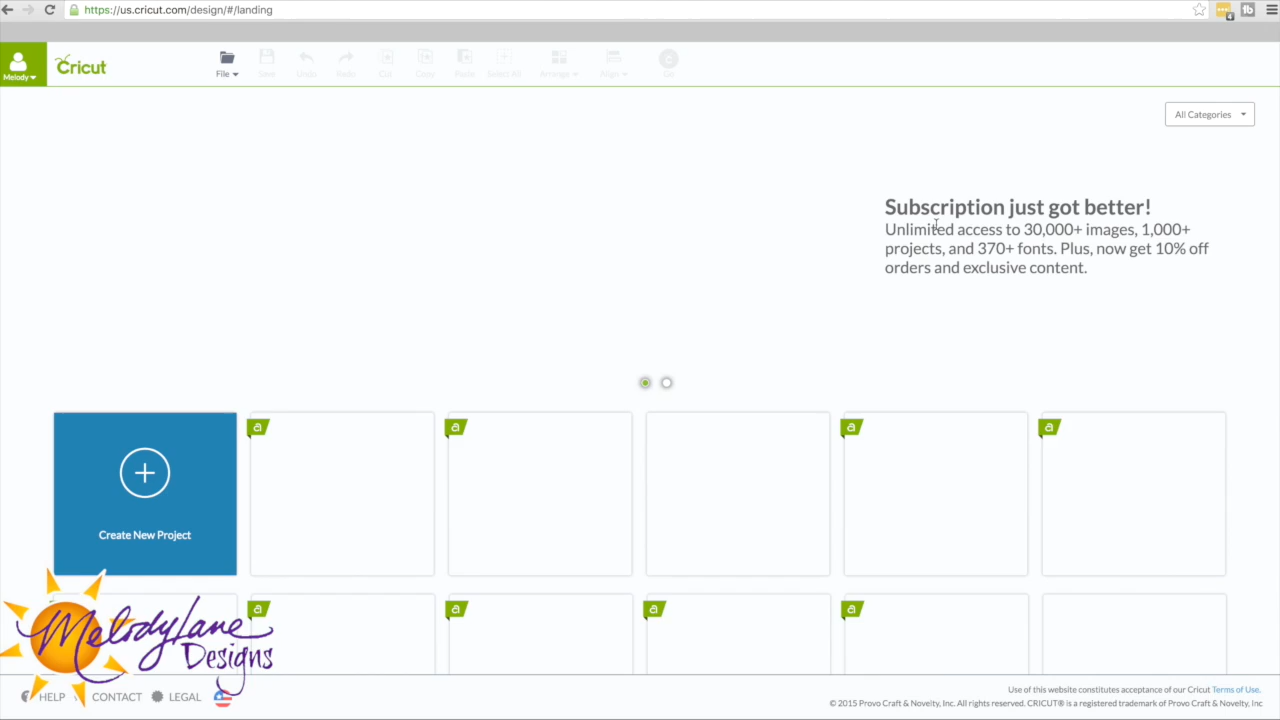 https://us.cricut.com/design/#/landing
4
tb
Melody
Cricut
File
Save
Undo
Redo
Cut
Copy
Paste
Select All
Arrange
Align
Go
All Categories
Subscription just got better!
Unlimited access to 30,000+ images, 1,000+
projects, and 370+ fonts. Plus, now get 10% off
orders and exclusive content.
a
a
a
a
Create New Project
a
a
a
a
MelodyLane
Designs
HELP
CONTACT
LEGAL
Use of this website constitutes acceptance of our Cricut Terms of Use.
© 2015 Provo Craft & Novelty, Inc. All rights reserved. CRICUT® is a registered trademark of Provo Craft & Novelty, Inc